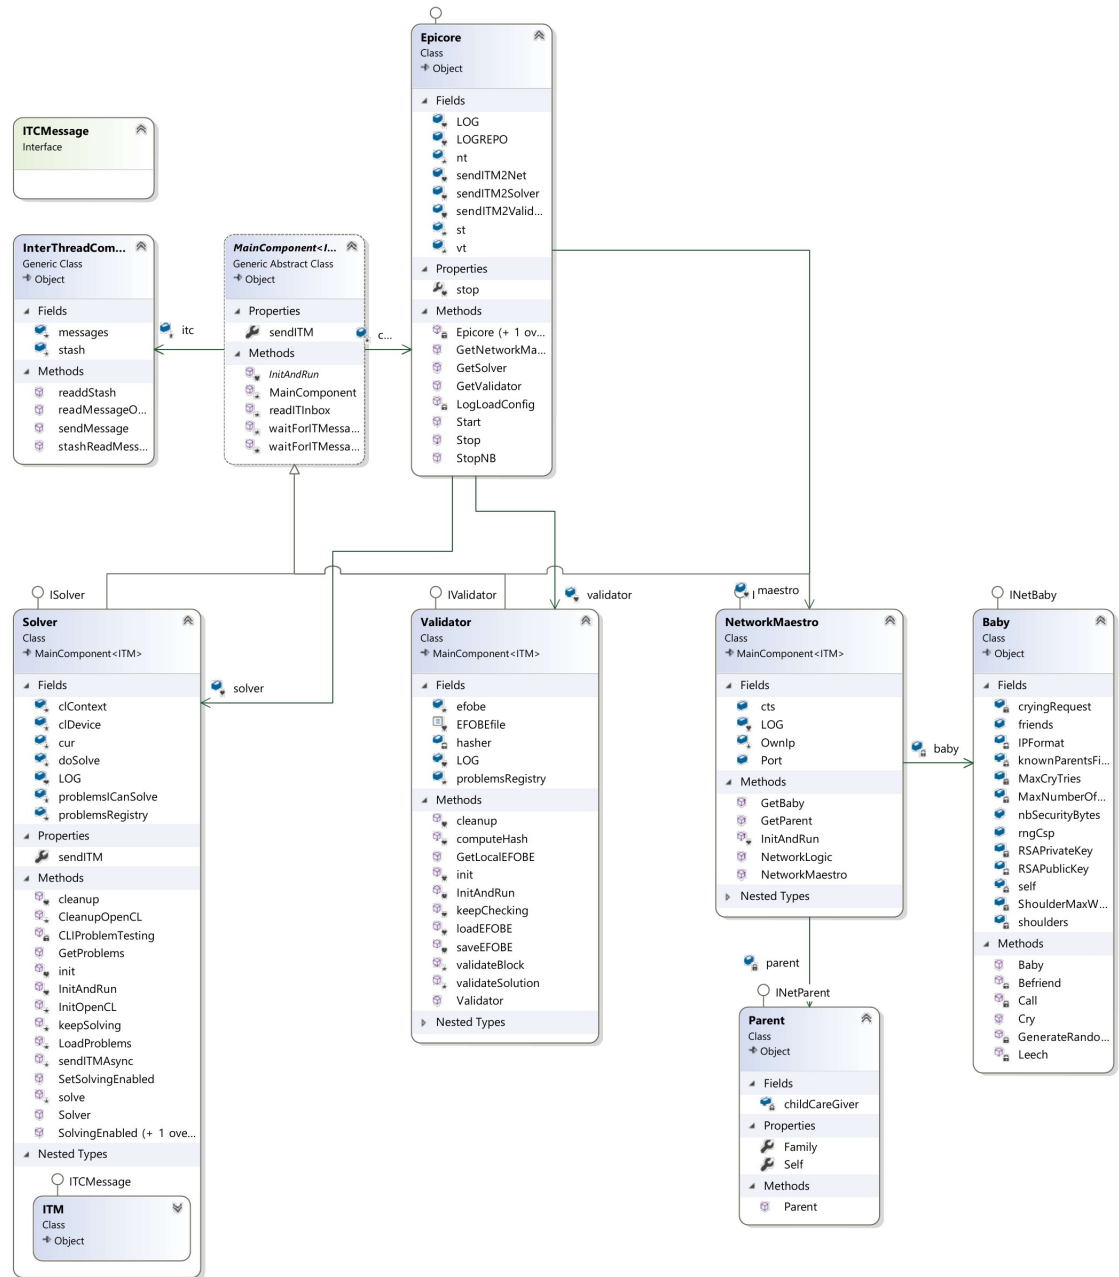 Epicore
Class
Object
Fields
LOG
LOGREPO
nt
sendITM2Net
sendITM2Solver
sendITM2Valid...
st
vt
Properties
stop
Methods
Epicore (+ 1 ov...
GetNetworkMa...
GetSolver
GetValidator
LogLoadConfig
Start
Stop
StopNB
ITCMessage
Interface
InterThreadCom...
Generic Class
Object
Fields
messages
stash
Methods
readdStash
readMessageO...
sendMessage
stashReadMess...
itc
MainComponent<I...
Generic Abstract Class
Object
Properties
sendITM
Methods
InitAndRun
MainComponent
readITInbox
waitForITMessa...
waitForITMessa...
c...
ISolver
Solver
Class
MainComponent<ITM>
Fields
clContext
clDevice
cur
doSolve
LOG
problemsICanSolve
problemsRegistry
Properties
sendITM
Methods
cleanup
CleanupOpenCL
CLIProblemTesting
GetProblems
init
InitAndRun
InitOpenCL
keepSolving
LoadProblems
sendITMAsync
SetSolvingEnabled
solve
Solver
SolvingEnabled (+ 1 ove...
Nested Types
ITCMessage
ITM
Class
Object
solver
IValidator
validator
Validator
Class
MainComponent<ITM>
Fields
efobe
EFOBEfile
hasher
LOG
problemsRegistry
Methods
cleanup
computeHash
GetLocalEFOBE
init
InitAndRun
keepChecking
loadEFOBE
saveEFOBE
validateBlock
validateSolution
Validator
Nested Types
I maestro
NetworkMaestro
Class
MainComponent<ITM>
Fields
cts
LOG
OwnIp
Port
Methods
GetBaby
GetParent
InitAndRun
NetworkLogic
NetworkMaestro
Nested Types
baby
parent
INetParent
Parent
Class
Object
Fields
childCareGiver
Properties
Family
Self
Methods
Parent
INetBaby
Baby
Class
Object
Fields
cryingRequest
friends
IPFormat
knownParentsFi...
MaxCryTries
MaxNumberOf...
nbSecurityBytes
rngCsp
RSAPrivateKey
RSAPublicKey
self
ShoulderMaxW...
shoulders
Methods
Baby
Befriend
Call
Cry
GenerateRando...
Leech